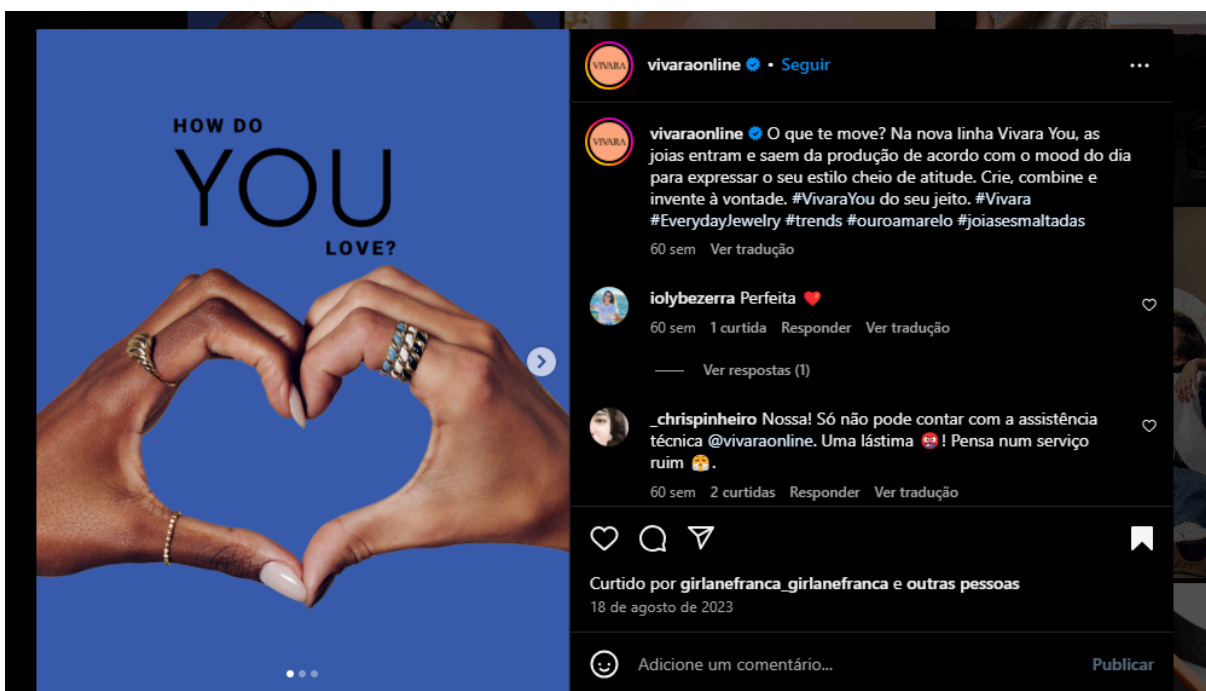 HOW DO
YOU
LOVE?
VIVARA
vivaraonline • Seguir
VIVARA
vivaraonline O que te move? Na nova linha Vivara You, as
joias entram e saem da produção de acordo com o mood do dia
para expressar o seu estilo cheio de atitude. Crie, combine e
invente à vontade. #VivaraYou do seu jeito. #Vivara
#EverydayJewelry #trends #ouroamarelo #joiasesmaltadas
60 sem Ver tradução
iolybezerra Perfeita ❤️
60 sem 1 curtida Responder Ver tradução
Ver respostas (1)
_chrispinheiro Nossa! Só não pode contar com a assistência
técnica @vivaraonline. Uma lástima 🤬! Pensa num serviço
ruim 😤.
60 sem 2 curtidas Responder Ver tradução
Curtido por girlanefranca_girlanefranca e outras pessoas
18 de agosto de 2023
Adicione um comentário... Publicar